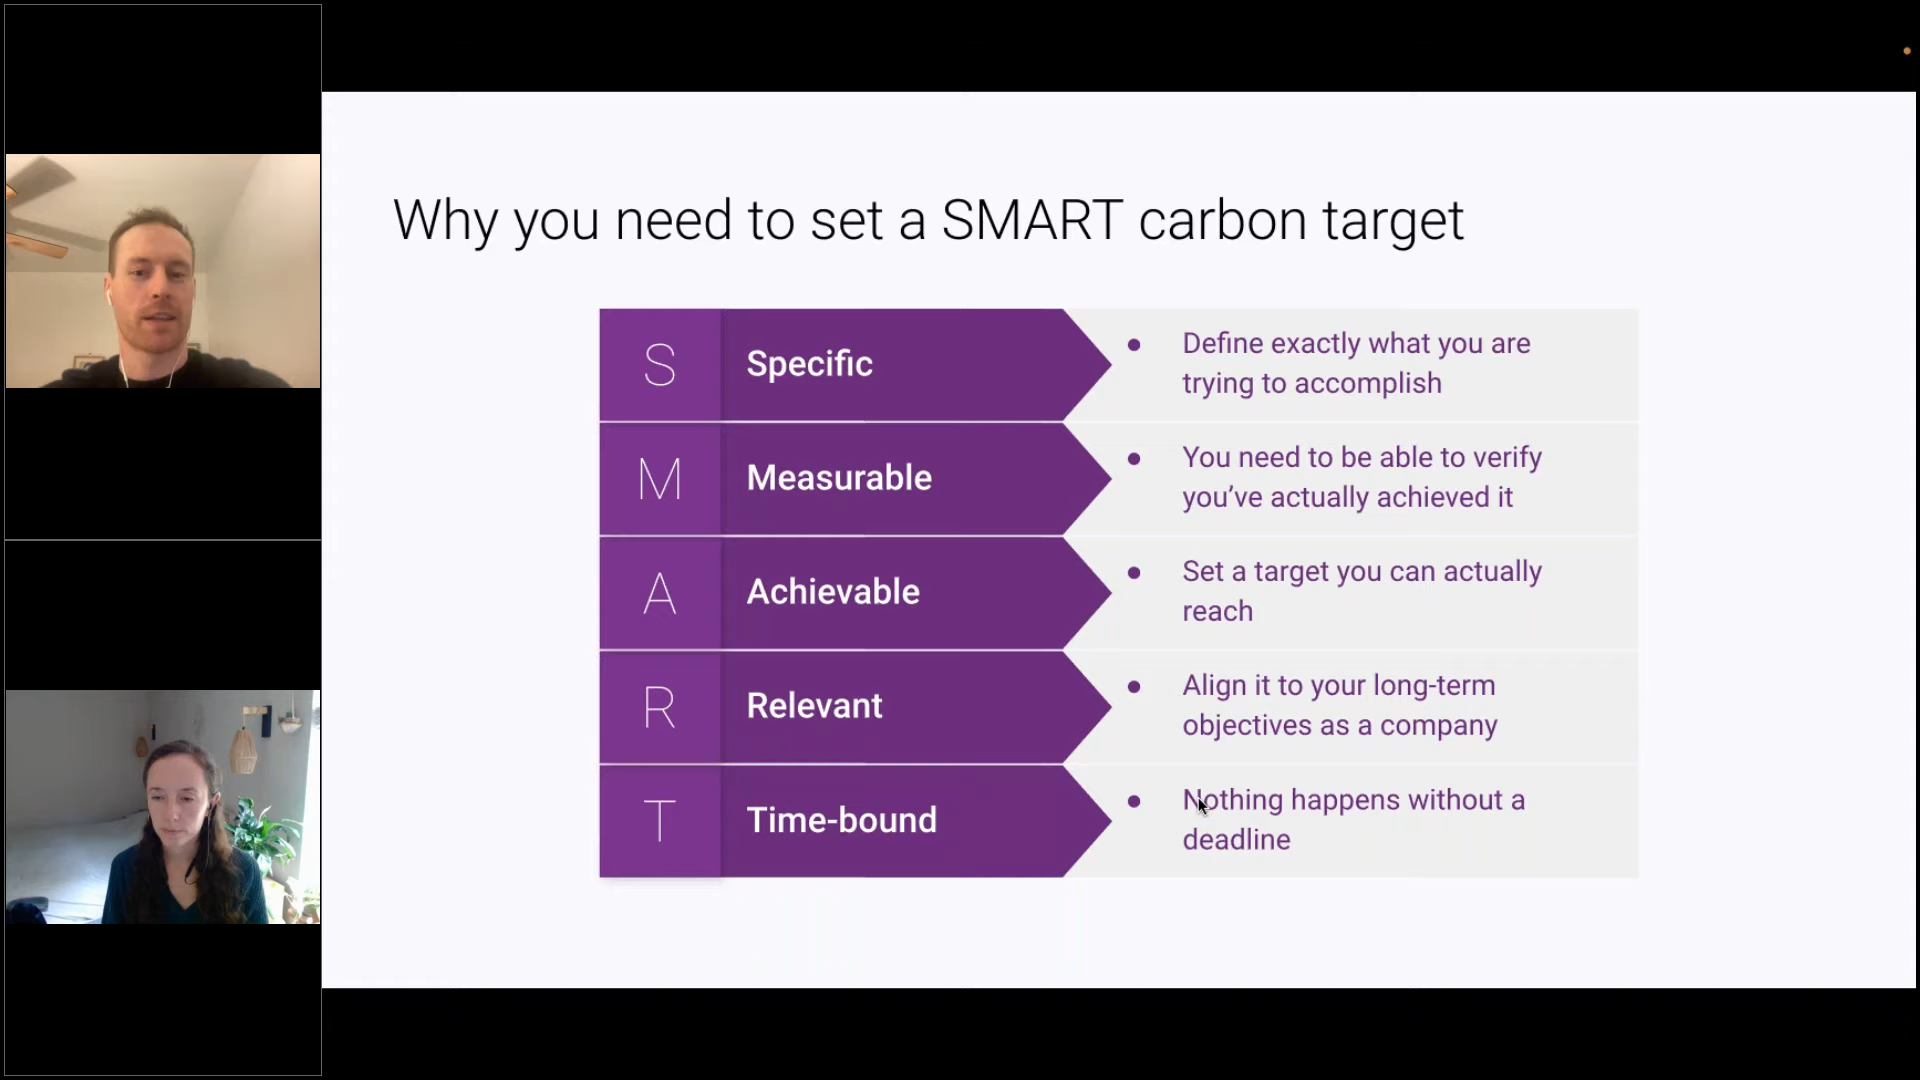 Why you need to set a SMART carbon target
S
Specific
Define exactly what you are
trying to accomplish
M
Measurable
You need to be able to verify
you’ve actually achieved it
A
Achievable
Set a target you can actually
reach
R
Relevant
Align it to your long-term
objectives as a company
T
Time-bound
Nothing happens without a
deadline